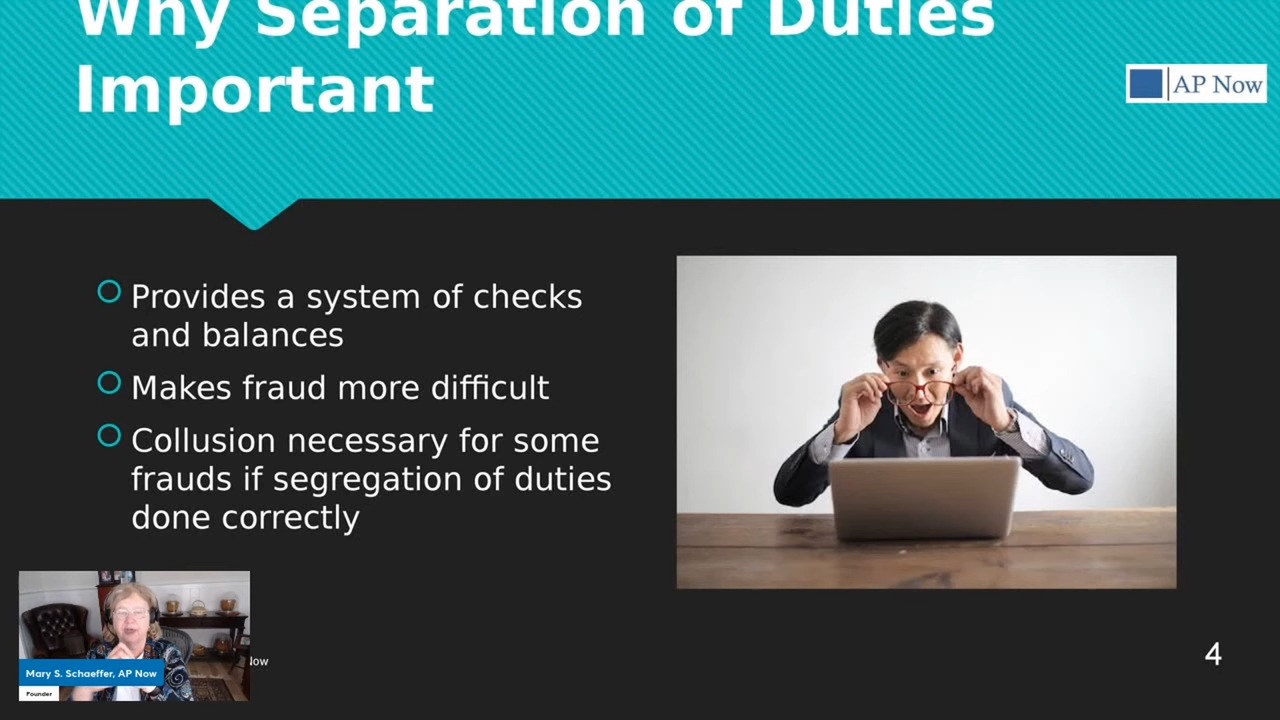 Why Separation of Duties
Important
AP Now
Provides a system of checks
and balances
Makes fraud more difficult
Collusion necessary for some
frauds if segregation of duties
done correctly
Mary S. Schaeffer, AP Now
Founder
Now
4